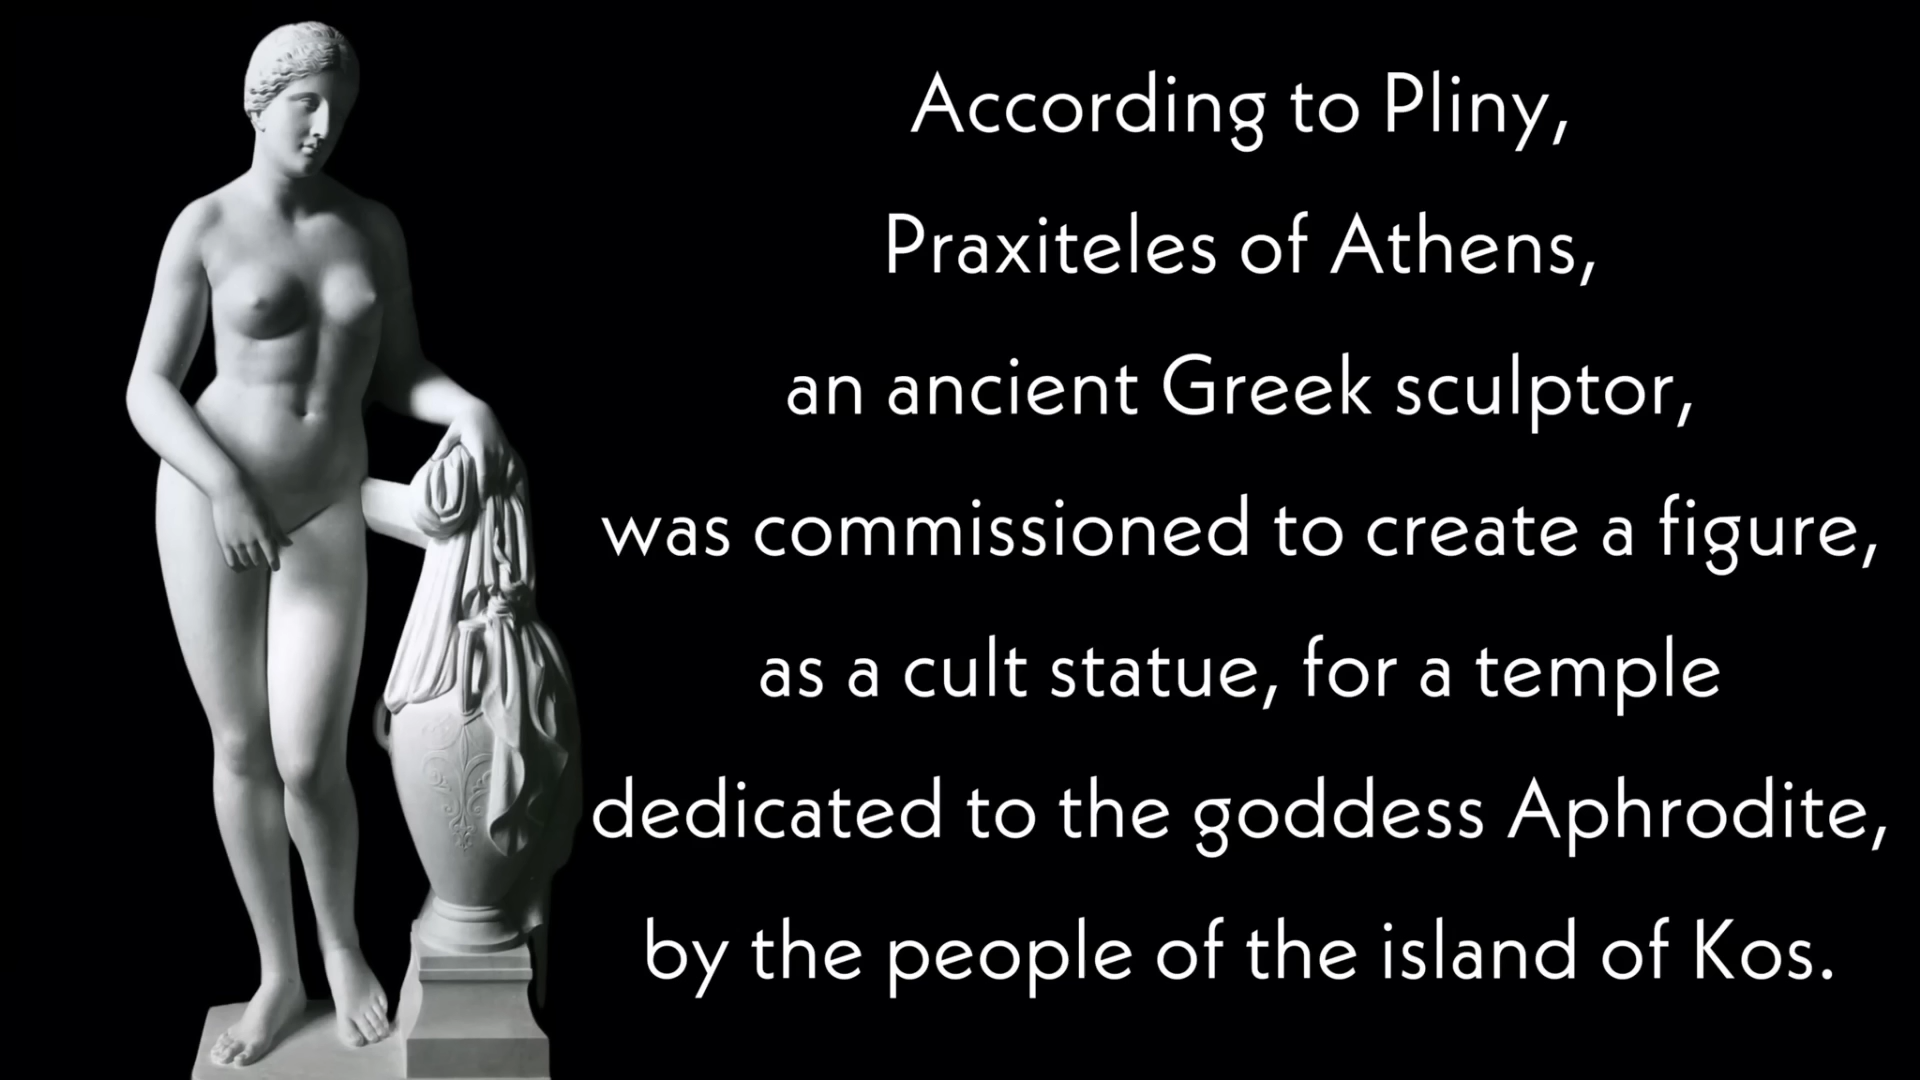 According to Pliny,
Praxiteles of Athens,
an ancient Greek sculptor,
was commissioned to create a figure,
as a cult statue, for a temple
dedicated to the goddess Aphrodite,
by the people of the island of Kos.